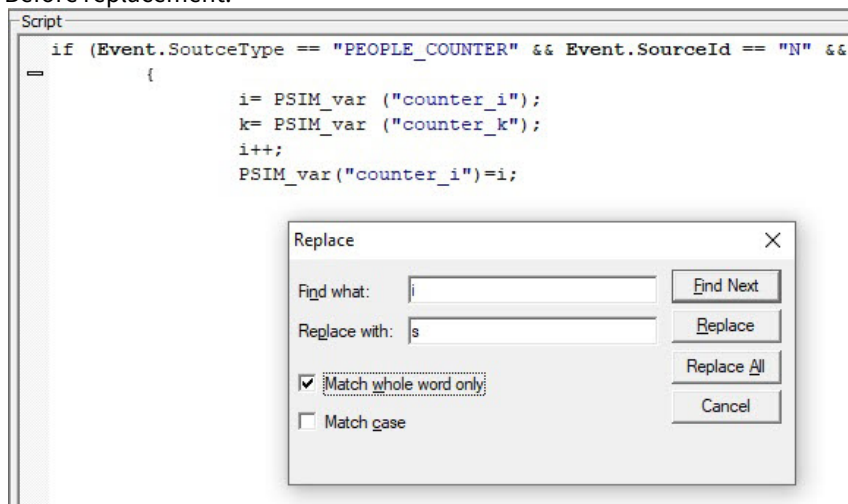 Before replacement:
Script
if (Event.SoutceType == "PEOPLE_COUNTER" && Event.SourceId == "N" &&
{
i= PSIM_var ("counter_i");
k= PSIM_var ("counter_k");
i++;
PSIM_var("counter_i")=i;
Replace
Find what: i
Find Next
Replace with: s
Replace
Replace All
Match whole word only
Cancel
Match case